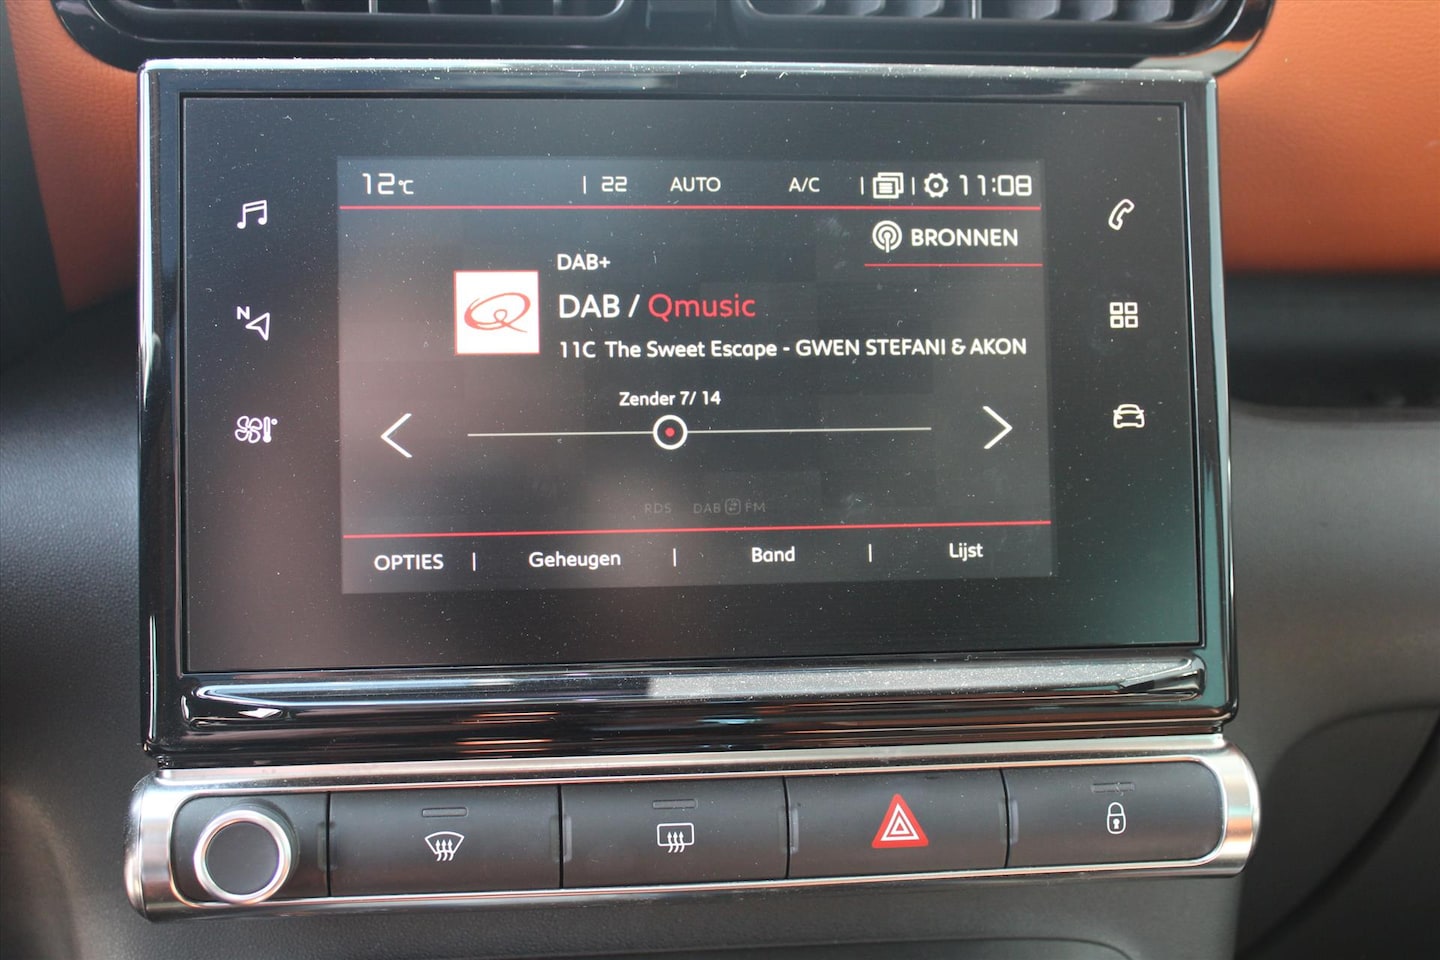 12°C | 22 AUTO A/C | | 11:08
BRONNEN
DAB+
DAB / Qmusic
11C The Sweet Escape - GWEN STEFANI & AKON
Zender 7/ 14
RDS DAB FM
OPTIES | Geheugen | Band | Lijst
N
Q